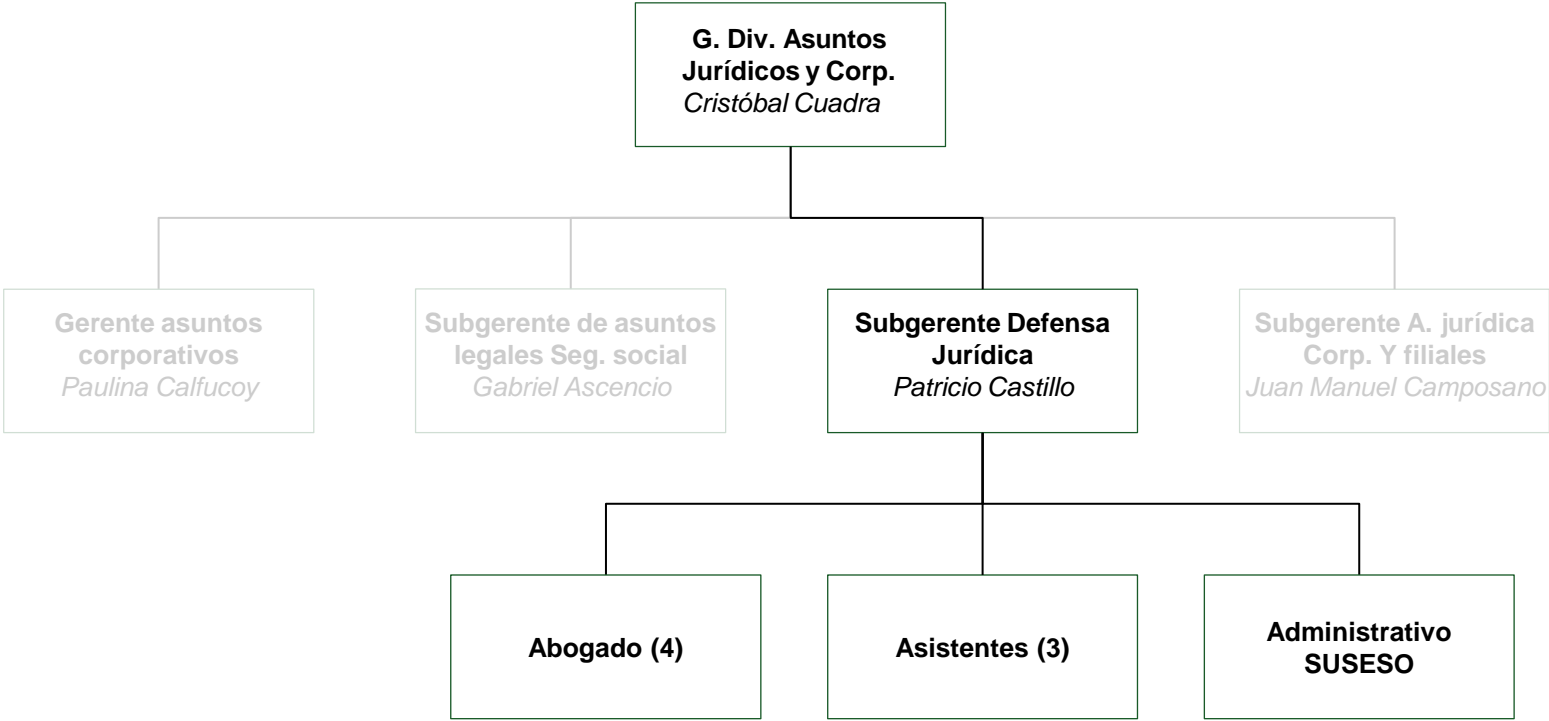 G. Div. Asuntos
Jurídicos y Corp.
Cristóbal Cuadra
Gerente asuntos
corporativos
Paulina Calfucoy
Subgerente de asuntos
legales Seg. social
Gabriel Ascencio
Subgerente Defensa
Jurídica
Patricio Castillo
Subgerente A. jurídica
Corp. Y filiales
Juan Manuel Camposano
Abogado (4)
Asistentes (3)
Administrativo
SUSESO